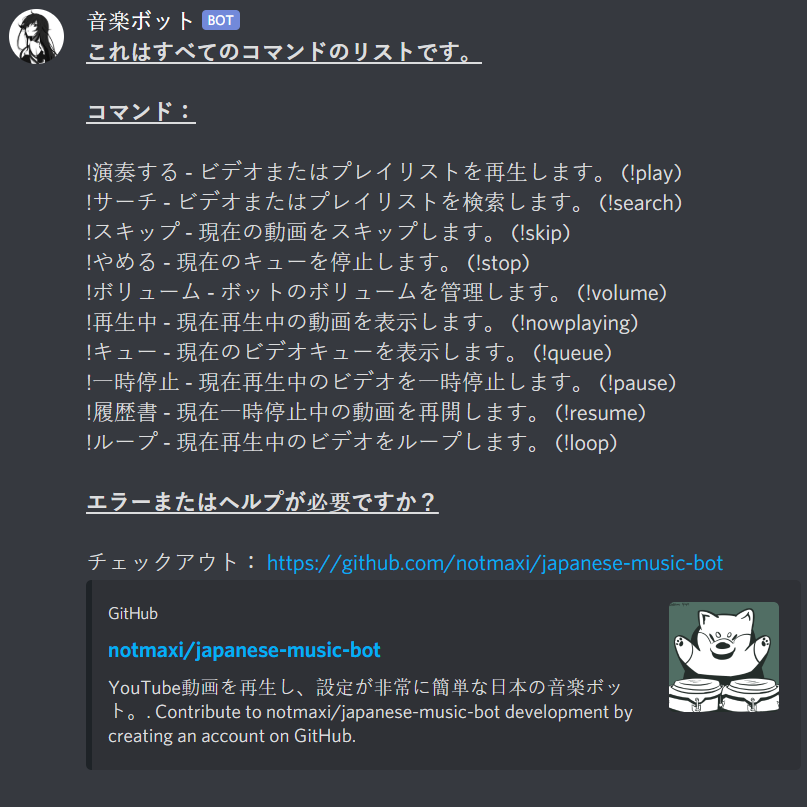 音楽ボット BOT
これはすべてのコマンドのリストです。
コマンド：
!演奏する - ビデオまたはプレイリストを再生します。 (!play)
!サーチ - ビデオまたはプレイリストを検索します。 (!search)
!スキップ - 現在の動画をスキップします。 (!skip)
!やめる - 現在のキューを停止します。 (!stop)
!ボリューム - ボットのボリュームを管理します。 (!volume)
!再生中 - 現在再生中の動画を表示します。 (!nowplaying)
!キュー - 現在のビデオキューを表示します。 (!queue)
!一時停止 - 現在再生中のビデオを一時停止します。 (!pause)
!履歴書 - 現在一時停止中の動画を再開します。 (!resume)
!ループ - 現在再生中のビデオをループします。 (!loop)
エラーまたはヘルプが必要ですか？
チェックアウト： https://github.com/notmaxi/japanese-music-bot
GitHub
notmaxi/japanese-music-bot
YouTube動画を再生し、設定が非常に簡単な日本の音楽ボッ
ト。. Contribute to notmaxi/japanese-music-bot development by
creating an account on GitHub.